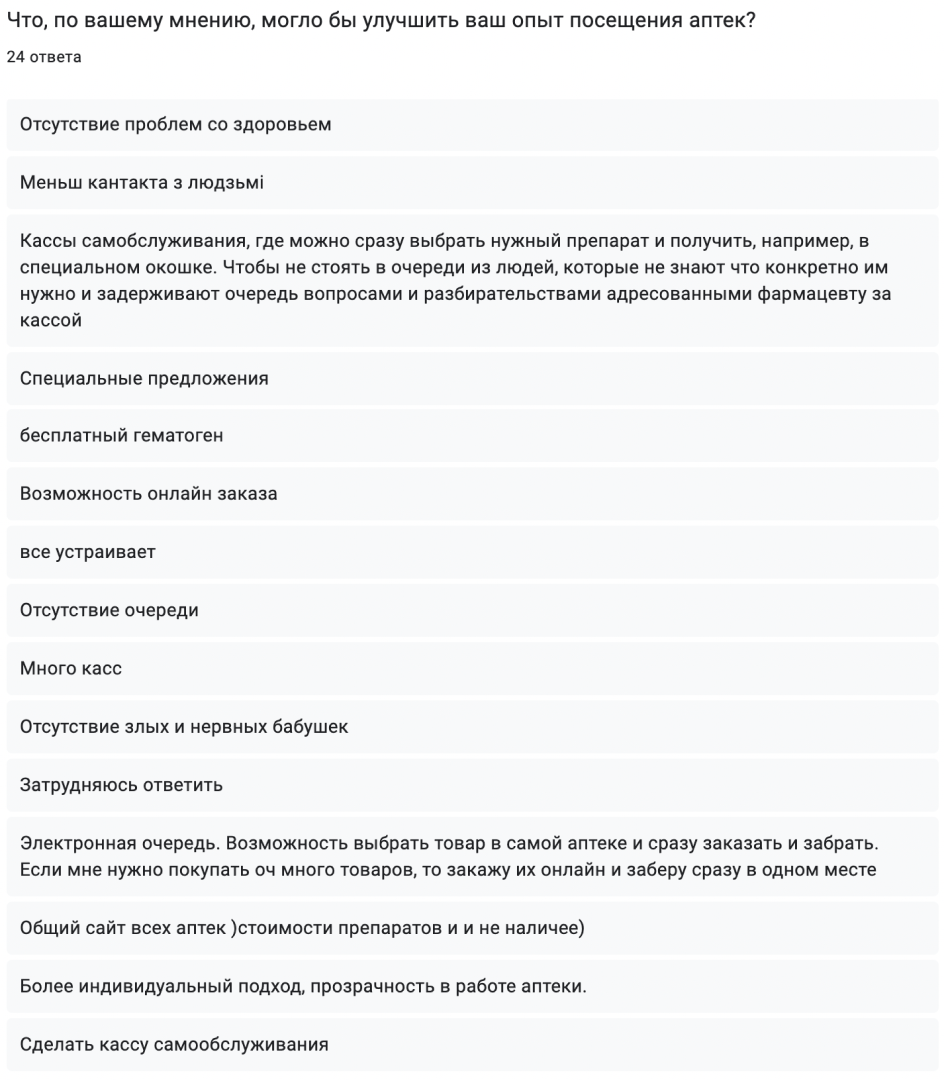 Что, по вашему мнению, могло бы улучшить ваш опыт посещения аптек?
24 ответа
Отсутствие проблем со здоровьем
Меньш кантакта з людзьмі
Кассы самобслуживания, где можно сразу выбрать нужный препарат и получить, например, в
специальном окошке. Чтобы не стоять в очереди из людей, которые не знают что конкретно им
нужно и задерживают очередь вопросами и разбирательствами адресованными фармацевту за
кассой
Специальные предложения
бесплатный гематоген
Возможность онлайн заказа
все устраивает
Отсутствие очереди
Много касс
Отсутствие злых и нервных бабушек
Затрудняюсь ответить
Электронная очередь. Возможность выбрать товар в самой аптеке и сразу заказать и забрать.
Если мне нужно покупать оч много товаров, то закажу их онлайн и заберу сразу в одном месте
Общий сайт всех аптек )стоимости препаратов и и не наличее)
Более индивидуальный подход, прозрачность в работе аптеки.
Сделать кассу самообслуживания